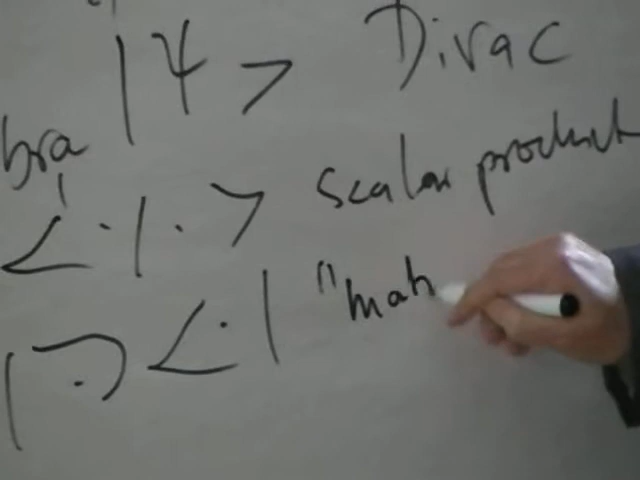 |ψ> Dirac
bra
<·|·> scalar product
|·><·| "mat